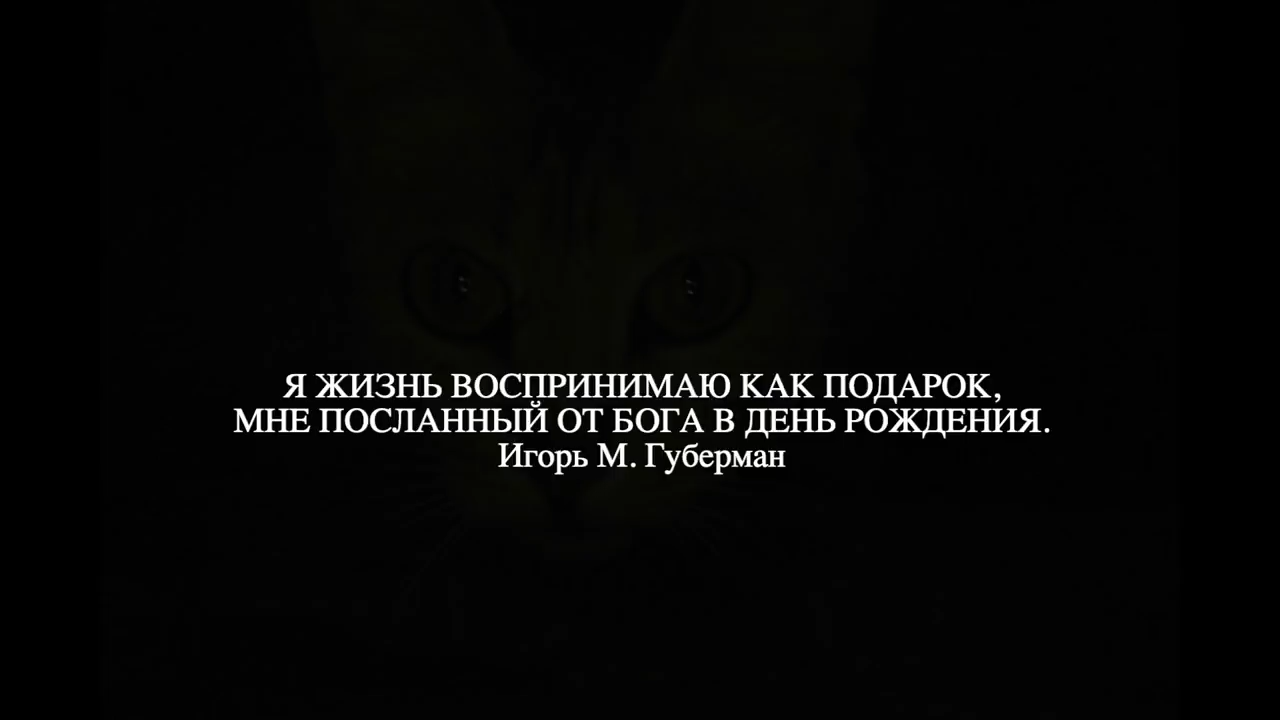 Я ЖИЗНЬ ВОСПРИНИМАЮ КАК ПОДАРОК,
МНЕ ПОСЛАННЫЙ ОТ БОГА В ДЕНЬ РОЖДЕНИЯ.
Игорь М. Губерман